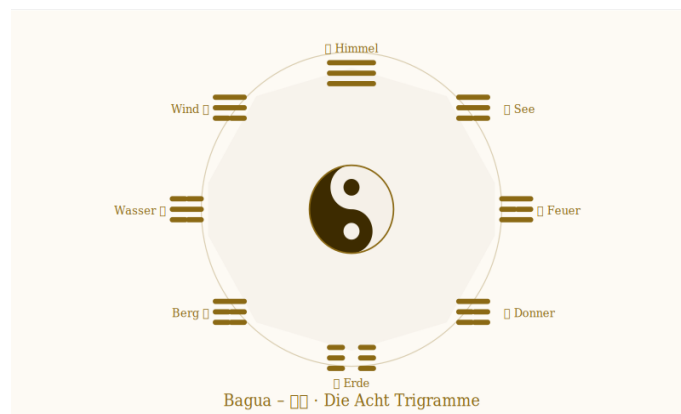 Himmel
Wind
See
Wasser
Feuer
Berg
Donner
Erde
Bagua – · Die Acht Trigramme